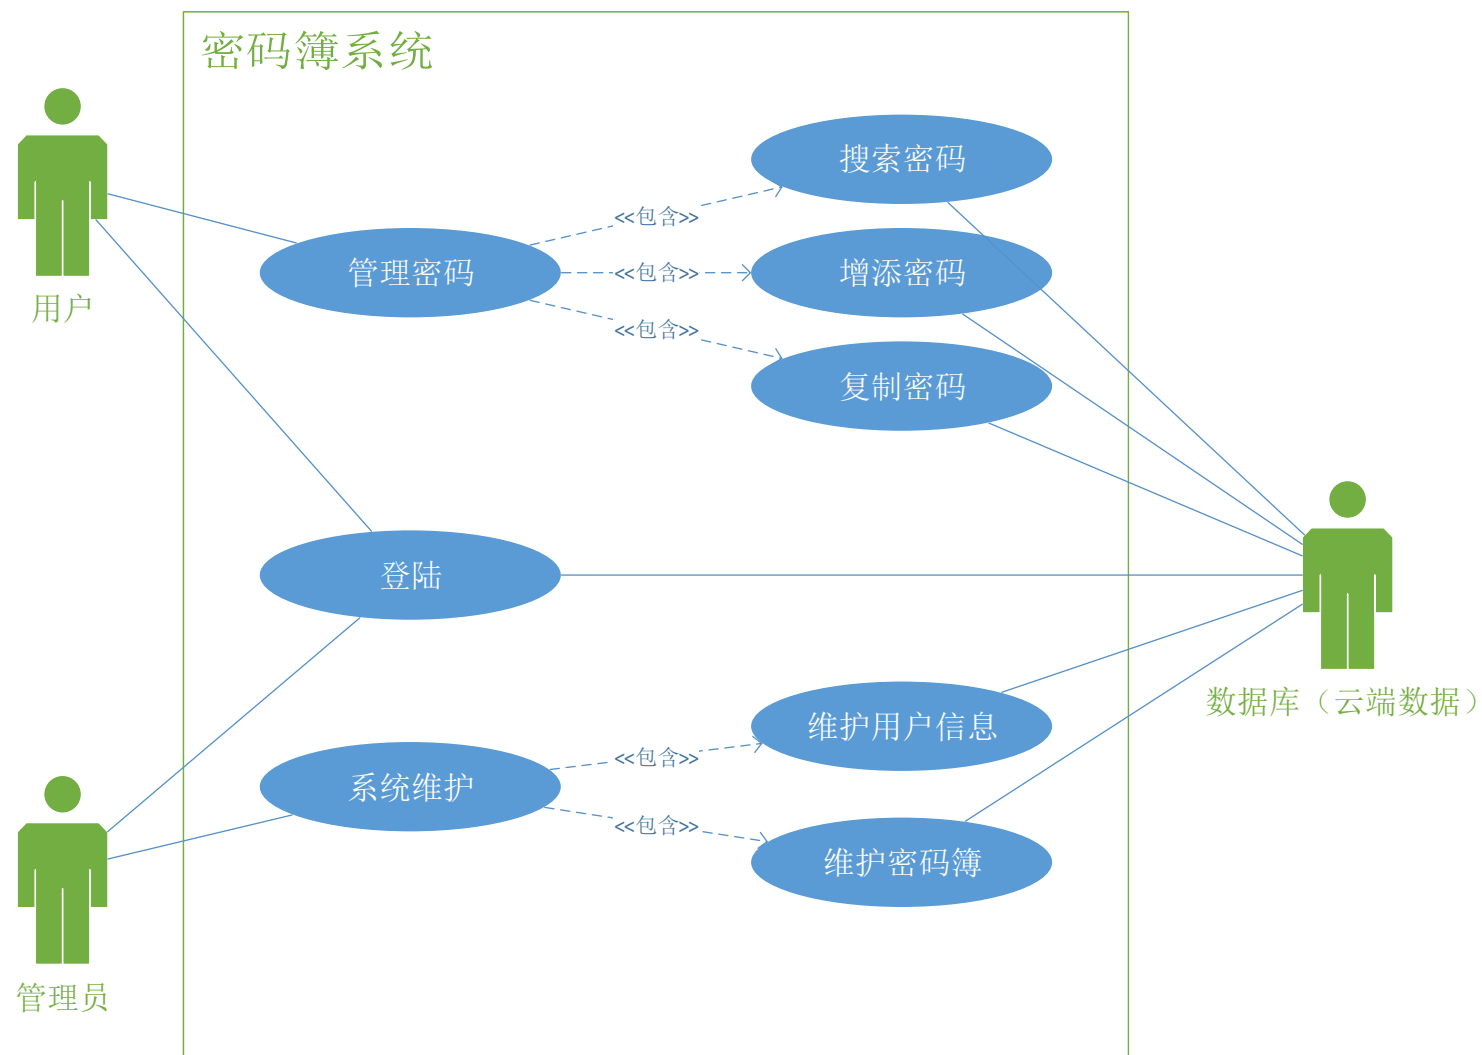 密码簿系统
搜索密码
<<包含>>
管理密码
<<包含>>
增添密码
用户
<<包含>>
复制密码
登陆
数据库（云端数据）
维护用户信息
<<包含>>
系统维护
<<包含>>
维护密码簿
管理员